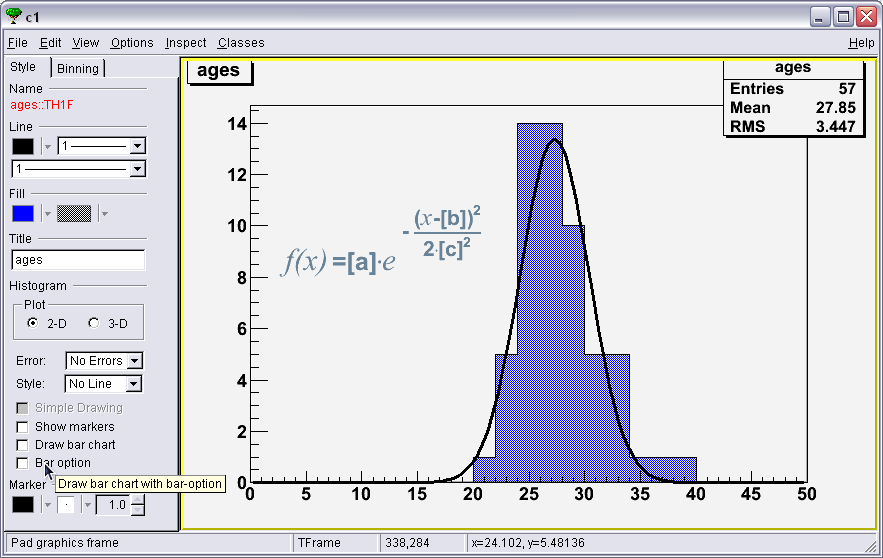 c1
File Edit View Options Inspect Classes Help
Style Binning
Name
ages::TH1F
Line
1
1
Fill
Title
ages
Histogram
Plot
2-D 3-D
Error: No Errors
Style: No Line
Simple Drawing
Show markers
Draw bar chart
Bar option
Draw bar chart with bar-option
Marker
1.0
ages
ages
Entries 57
Mean 27.85
RMS 3.447
f(x)=[a]·e^-(x-[b])²/2·[c]²
14
12
10
8
6
4
2
0
0 5 10 15 20 25 30 35 40 45 50
Pad graphics frame TFrame 338,284 x=24.102, y=5.48136